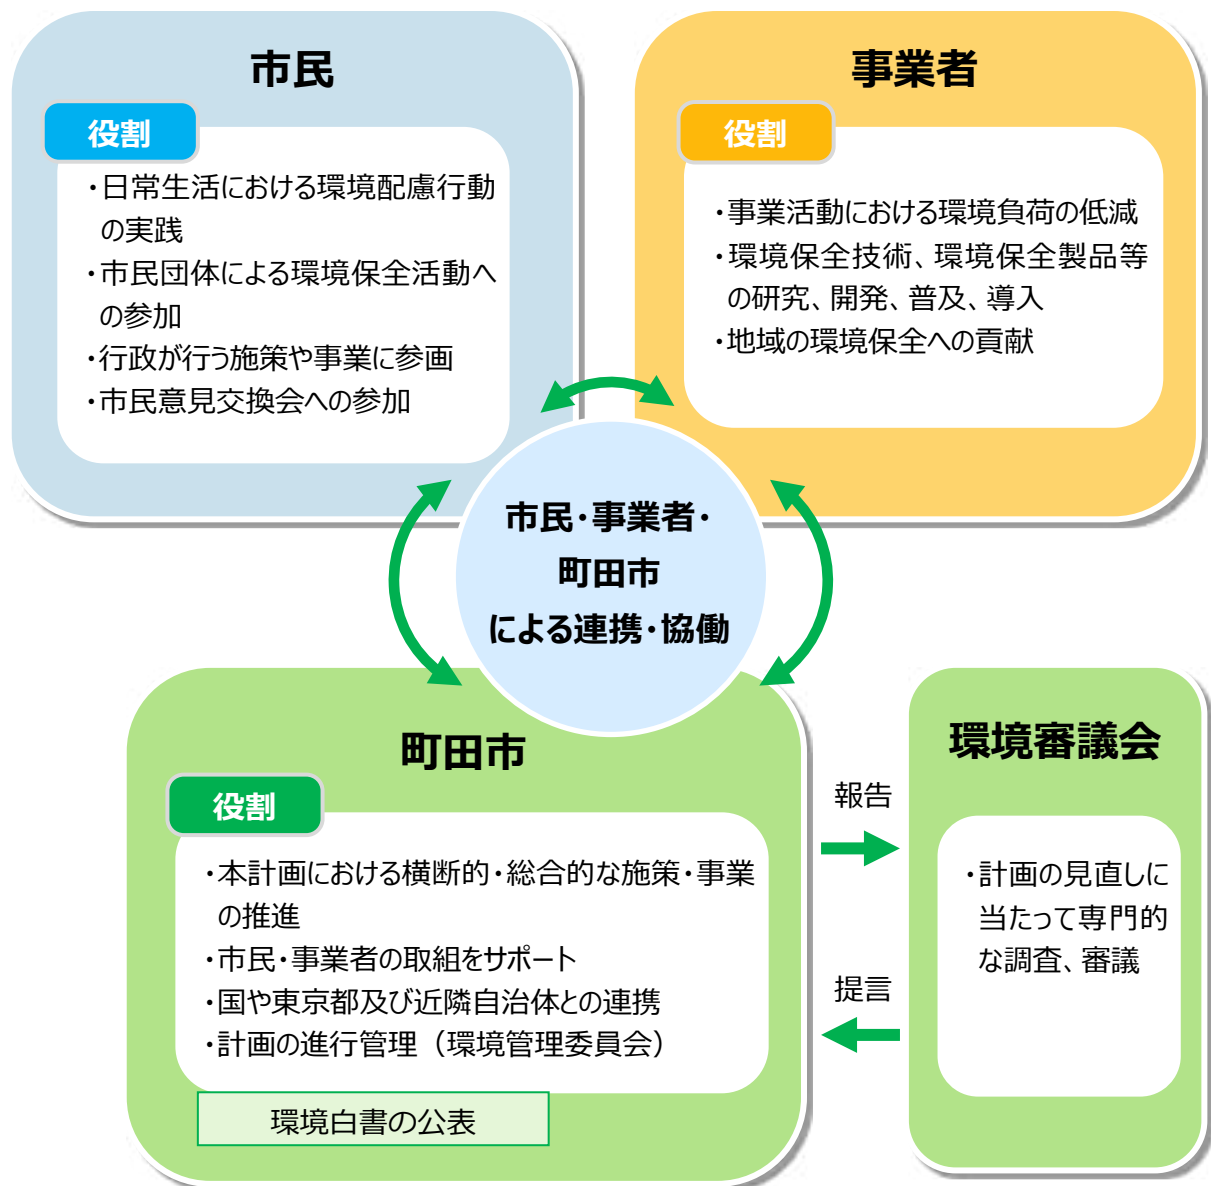 市民
役割
・日常生活における環境配慮行動
の実践
・市民団体による環境保全活動へ
の参加
・行政が行う施策や事業に参画
・市民意見交換会への参加
事業者
役割
・事業活動における環境負荷の低減
・環境保全技術、環境保全製品等
の研究、開発、普及、導入
・地域の環境保全への貢献
市民・事業者・
町田市
による連携・協働
町田市
役割
・本計画における横断的・総合的な施策・事業
の推進
・市民・事業者の取組をサポート
・国や東京都及び近隣自治体との連携
・計画の進行管理（環境管理委員会）
環境白書の公表
報告
提言
環境審議会
・計画の見直しに
当たって専門的
な調査、審議